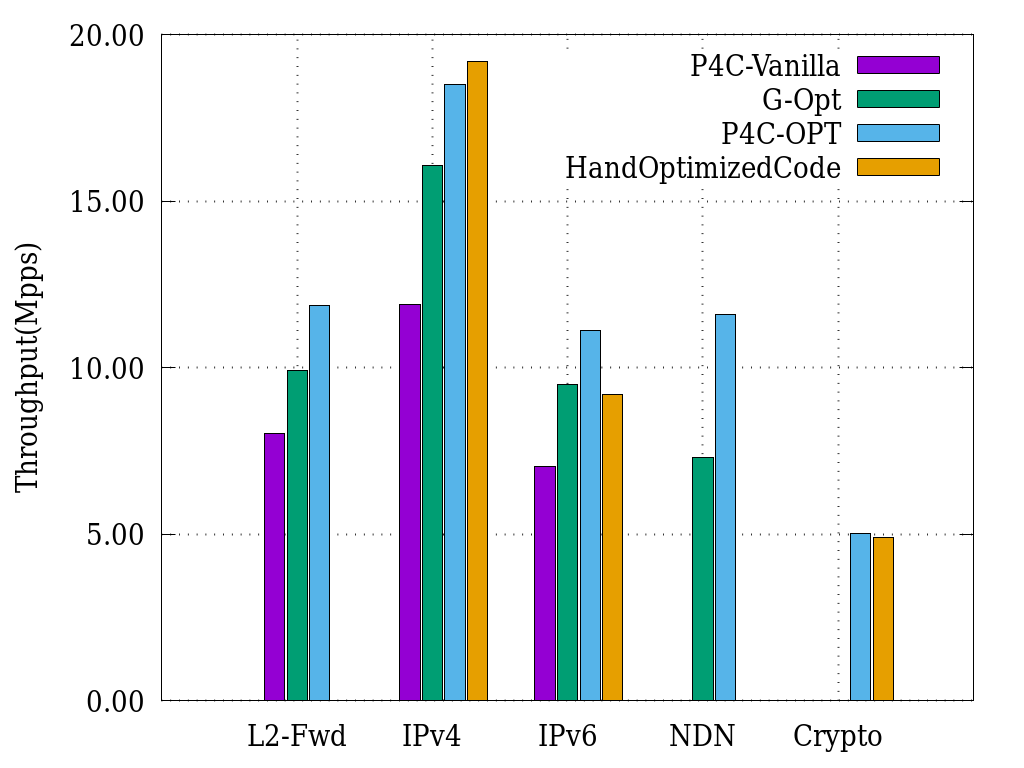 20.00
15.00
10.00
5.00
0.00
Throughput(Mpps)
P4C-Vanilla
G-Opt
P4C-OPT
HandOptimizedCode
L2-Fwd IPv4 IPv6 NDN Crypto